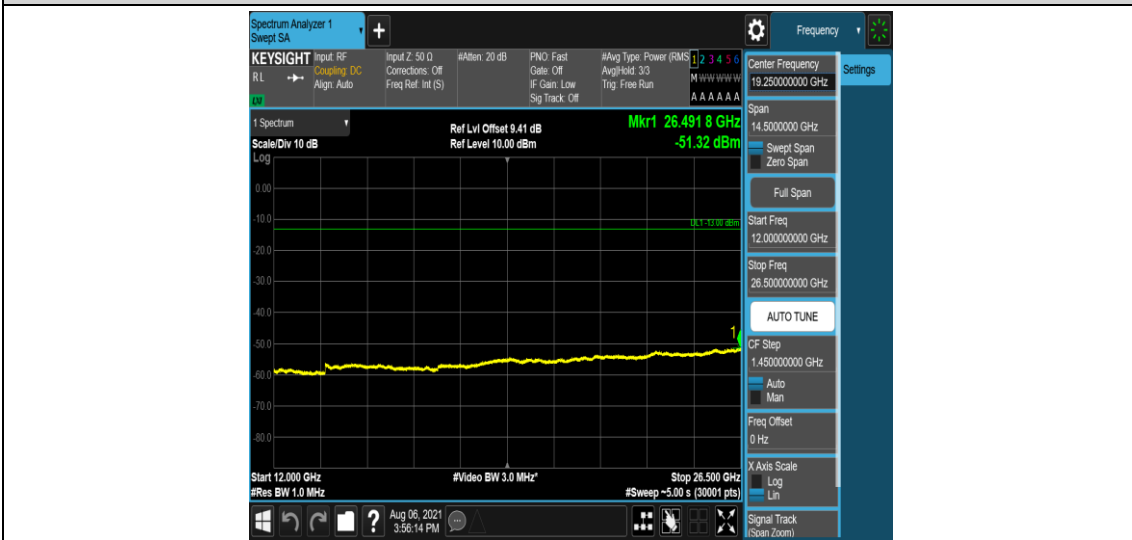 Spectrum Analyzer 1
Swept SA
+
Frequency
KEYSIGHT
RL
LXI
Input: RF
Coupling: DC
Align: Auto
Input Z: 50 Ω
Corrections: Off
Freq Ref: Int (S)
#Atten: 20 dB
PNO: Fast
Gate: Off
IF Gain: Low
Sig Track: Off
#Avg Type: Power (RMS
Avg|Hold: 3/3
Trig: Free Run
1 2 3 4 5 6
M W W W W W
A A A A A A
1 Spectrum
Scale/Div 10 dB
Log
Ref Lvl Offset 9.41 dB
Ref Level 10.00 dBm
Mkr1 26.491 8 GHz
-51.32 dBm
0.00
-10.0
DL1 -13.00 dBm
-20.0
-30.0
-40.0
1
-50.0
-60.0
-70.0
-80.0
Start 12.000 GHz
#Res BW 1.0 MHz
#Video BW 3.0 MHz*
Stop 26.500 GHz
#Sweep ~5.00 s (30001 pts)
?
Aug 06, 2021
3:56:14 PM
Center Frequency
19.250000000 GHz
Settings
Span
14.5000000 GHz
Swept Span
Zero Span
Full Span
Start Freq
12.000000000 GHz
Stop Freq
26.500000000 GHz
AUTO TUNE
CF Step
1.450000000 GHz
Auto
Man
Freq Offset
0 Hz
X Axis Scale
Log
Lin
Signal Track
(Span Zoom)